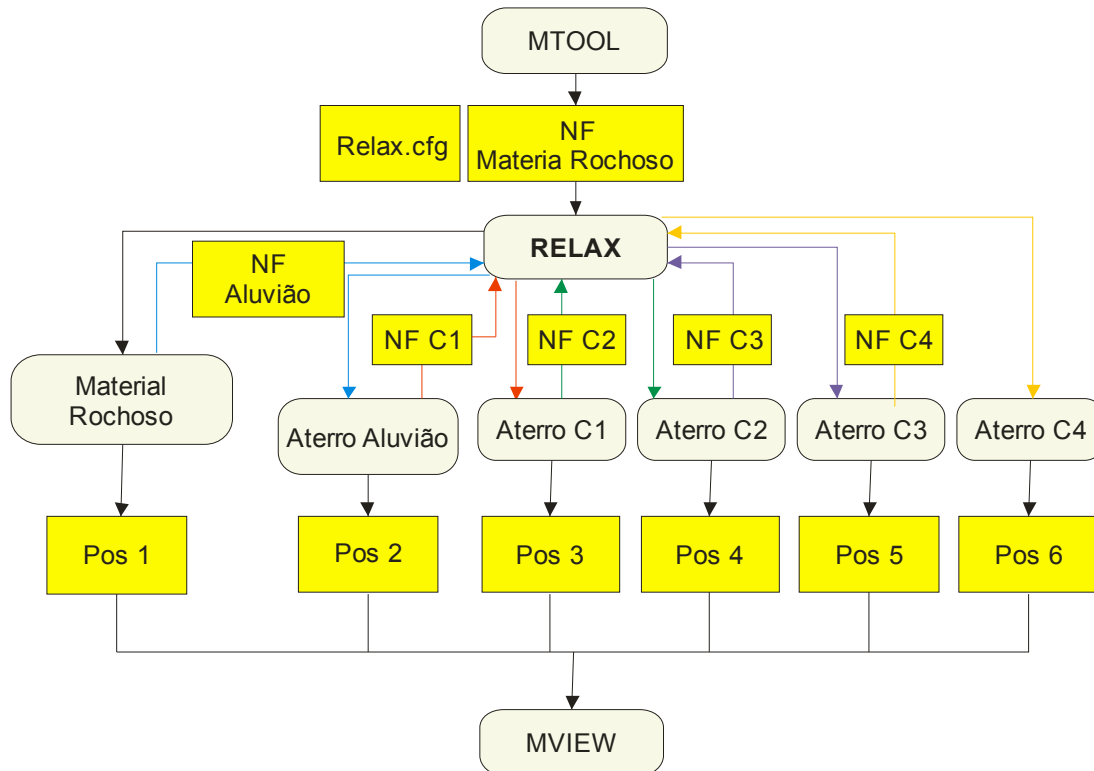 MTOOL
Relax.cfg
NF
Materia Rochoso
RELAX
NF
Aluvião
NF C1
NF C2
NF C3
NF C4
Material
Rochoso
Aterro Aluvião
Aterro C1
Aterro C2
Aterro C3
Aterro C4
Pos 1
Pos 2
Pos 3
Pos 4
Pos 5
Pos 6
MVIEW